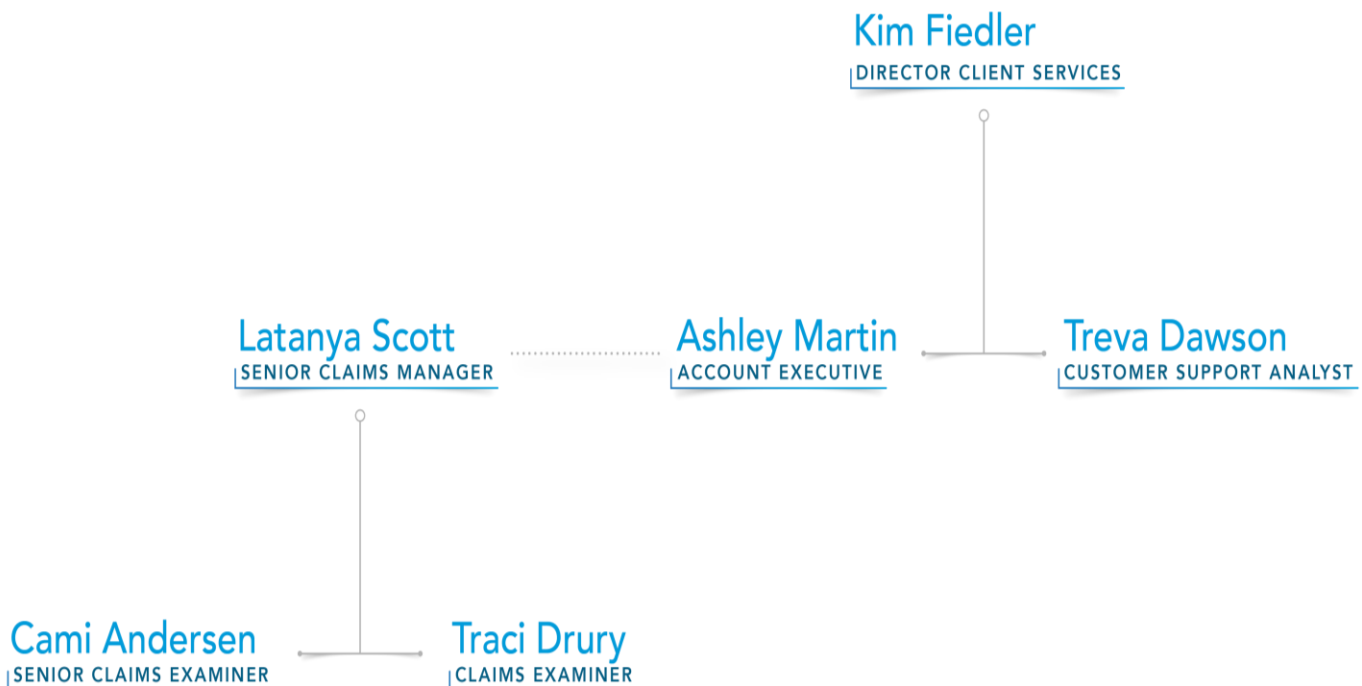 Kim Fiedler
DIRECTOR CLIENT SERVICES
Latanya Scott
SENIOR CLAIMS MANAGER
Ashley Martin
ACCOUNT EXECUTIVE
Treva Dawson
CUSTOMER SUPPORT ANALYST
Cami Andersen
SENIOR CLAIMS EXAMINER
Traci Drury
CLAIMS EXAMINER